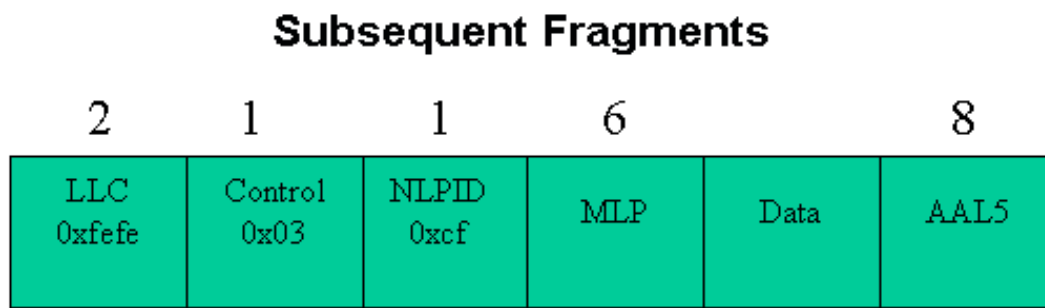 Subsequent Fragments
2 1 1 6 8
LLC Control NLPID MLP Data AAL5
0xfefe 0x03 0xcf